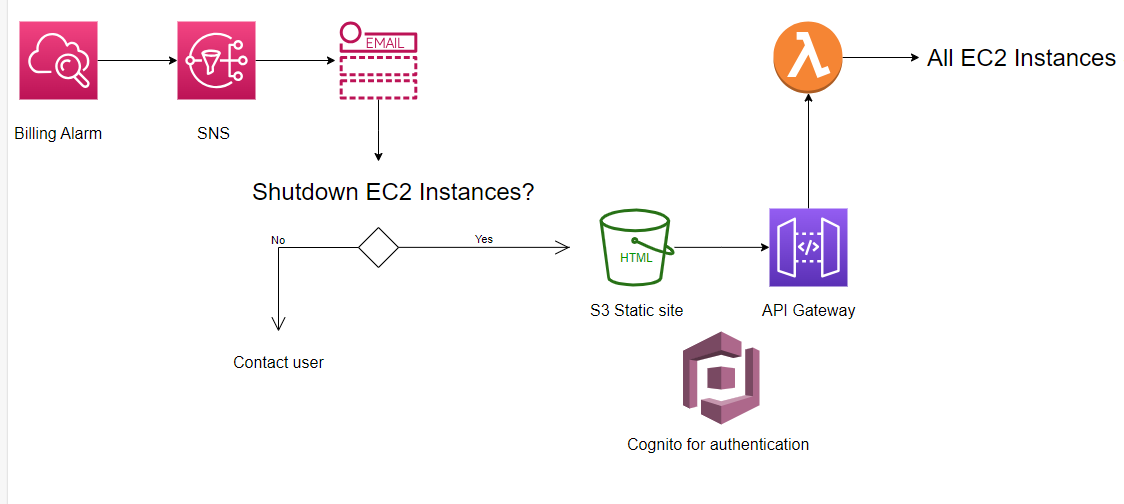 EMAIL
All EC2 Instances
Billing Alarm
SNS
Shutdown EC2 Instances?
No
Yes
HTML
S3 Static site
API Gateway
Contact user
Cognito for authentication